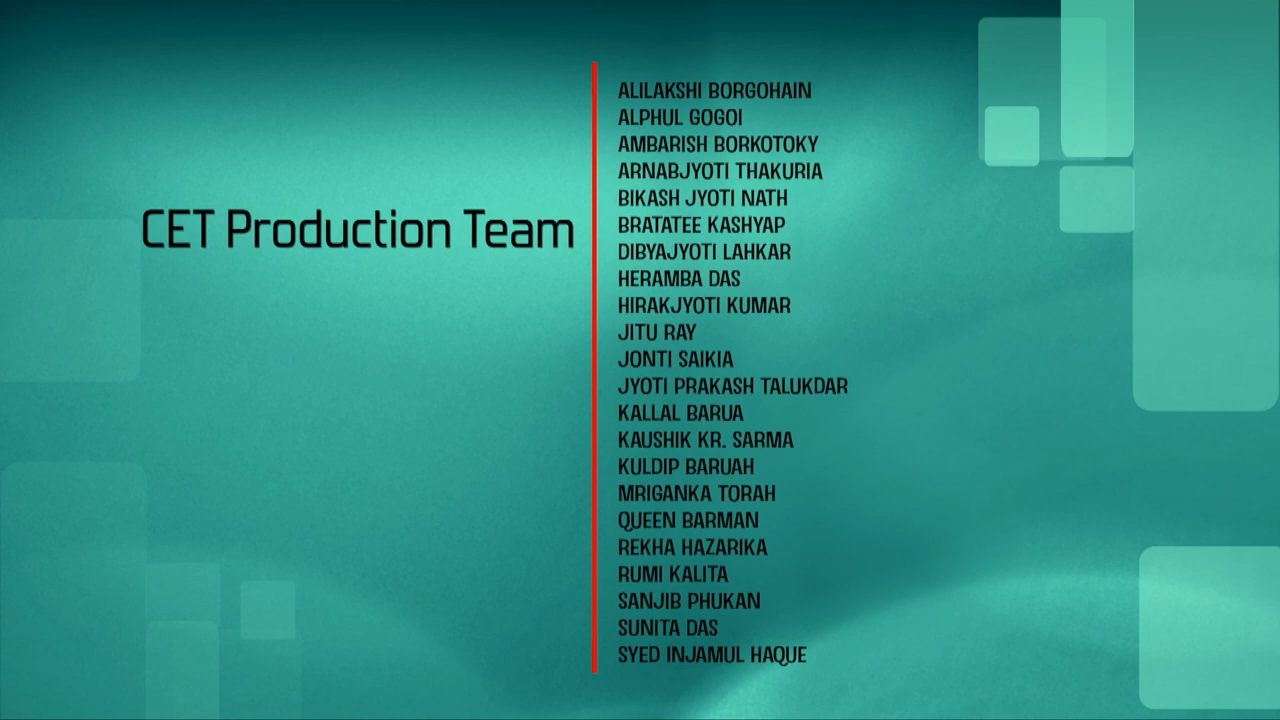 CET Production Team
ALILAKSHI BORGOHAIN
ALPHUL GOGOI
AMBARISH BORKOTOKY
ARNABJYOTI THAKURIA
BIKASH JYOTI NATH
BRATATEE KASHYAP
DIBYAJYOTI LAHKAR
HERAMBA DAS
HIRAKJYOTI KUMAR
JITU RAY
JONTI SAIKIA
JYOTI PRAKASH TALUKDAR
KALLAL BARUA
KAUSHIK KR. SARMA
KULDIP BARUAH
MRIGANKA TORAH
QUEEN BARMAN
REKHA HAZARIKA
RUMI KALITA
SANJIB PHUKAN
SUNITA DAS
SYED INJAMUL HAQUE